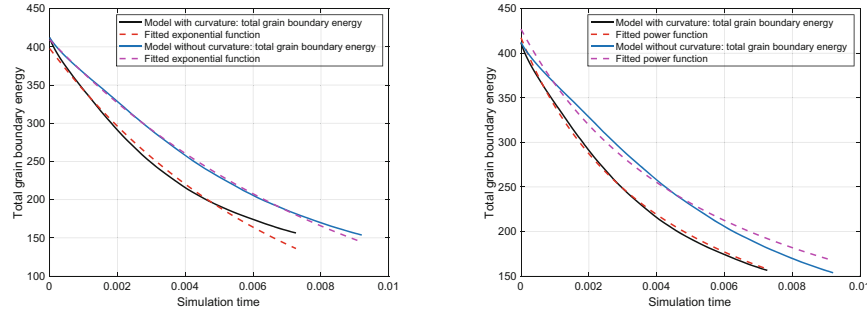 450
400
350
300
250
200
150
100
0
0.002
0.004
0.006
0.008
0.01
Simulation time
Total grain boundary energy
Model with curvature: total grain boundary energy
Fitted exponential function
Model without curvature: total grain boundary energy
Fitted exponential function
450
400
350
300
250
200
150
0
0.002
0.004
0.006
0.008
0.01
Simulation time
Total grain boundary energy
Model with curvature: total grain boundary energy
Fitted power function
Model without curvature: total grain boundary energy
Fitted power function